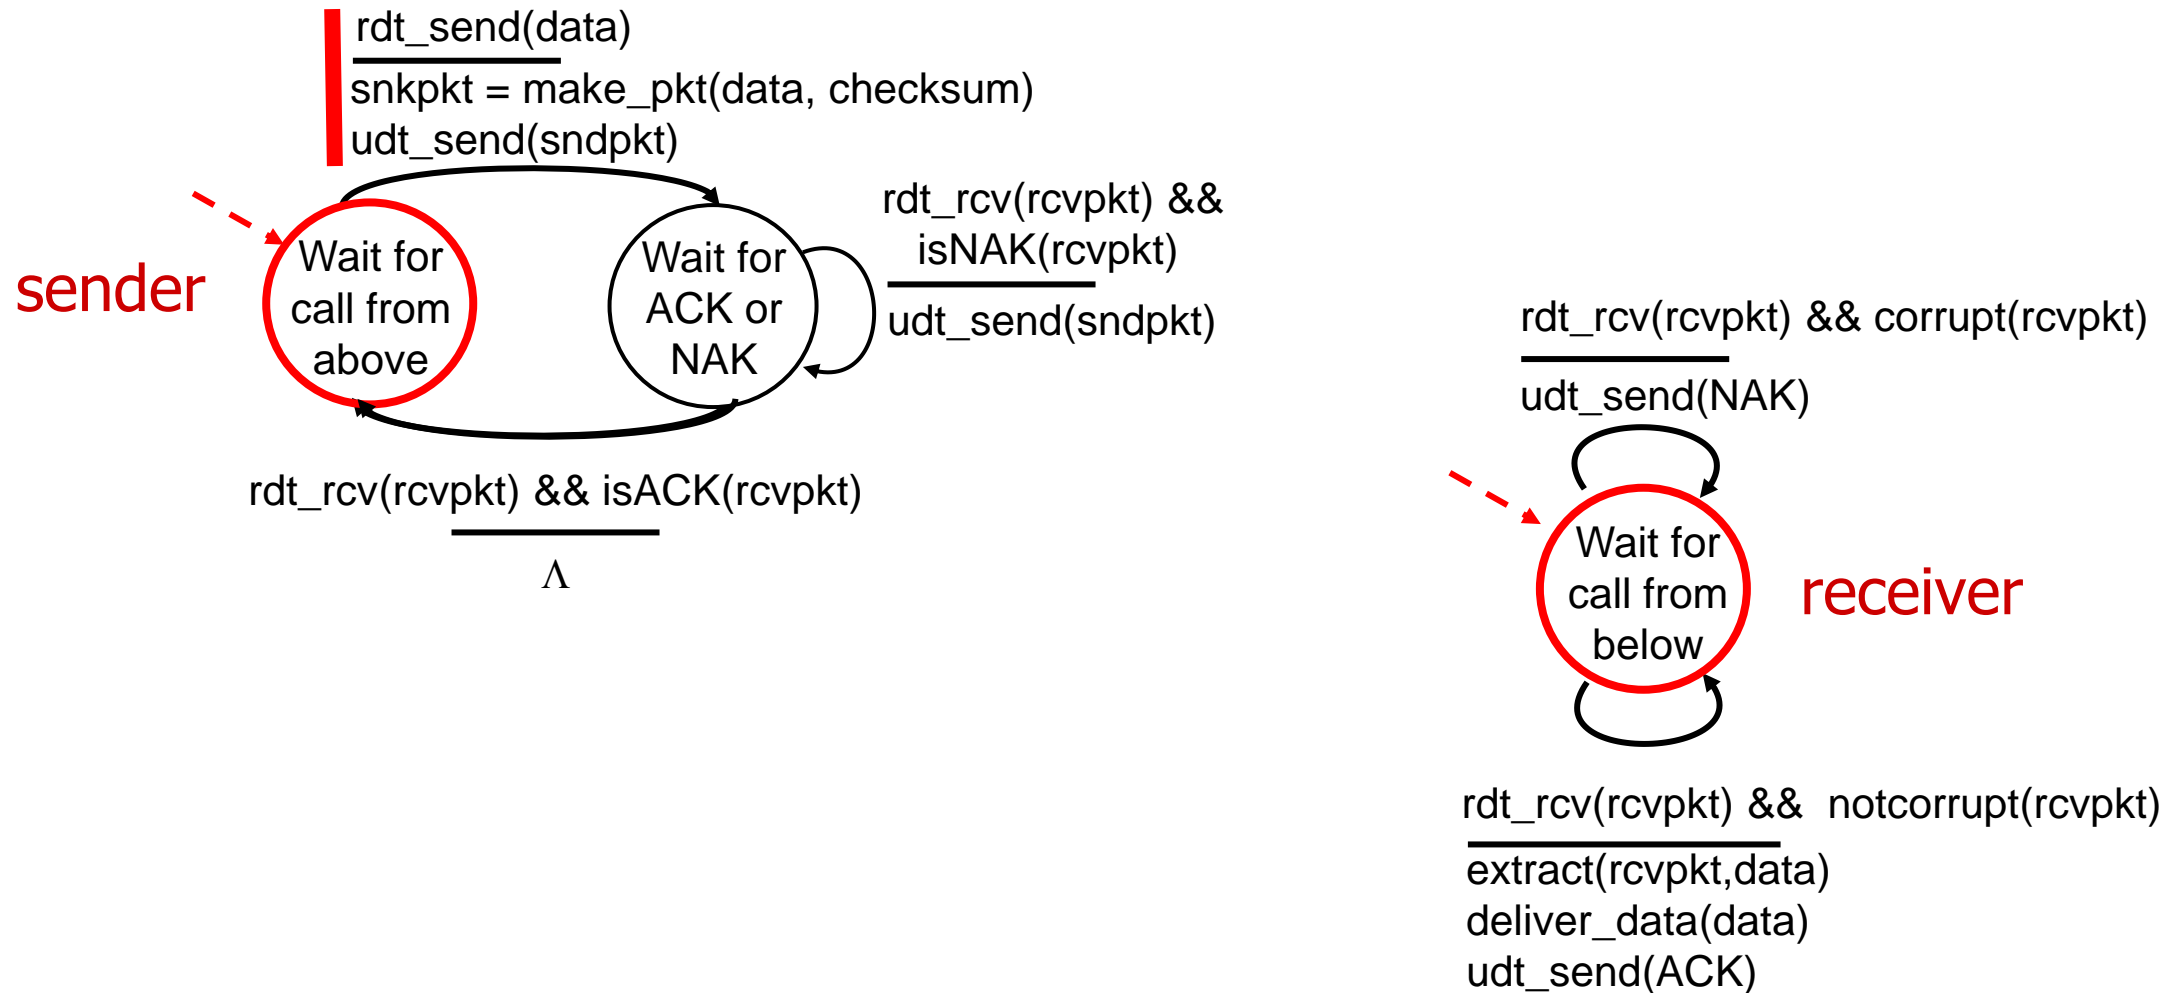 rdt_send(data)
snkpkt = make_pkt(data, checksum)
udt_send(sndpkt)
sender
Wait for
call from
above
Wait for
ACK or
NAK
rdt_rcv(rcvpkt) &&
isNAK(rcvpkt)
udt_send(sndpkt)
rdt_rcv(rcvpkt) && isACK(rcvpkt)
Λ
rdt_rcv(rcvpkt) && corrupt(rcvpkt)
udt_send(NAK)
Wait for
call from
below
receiver
rdt_rcv(rcvpkt) && notcorrupt(rcvpkt)
extract(rcvpkt,data)
deliver_data(data)
udt_send(ACK)